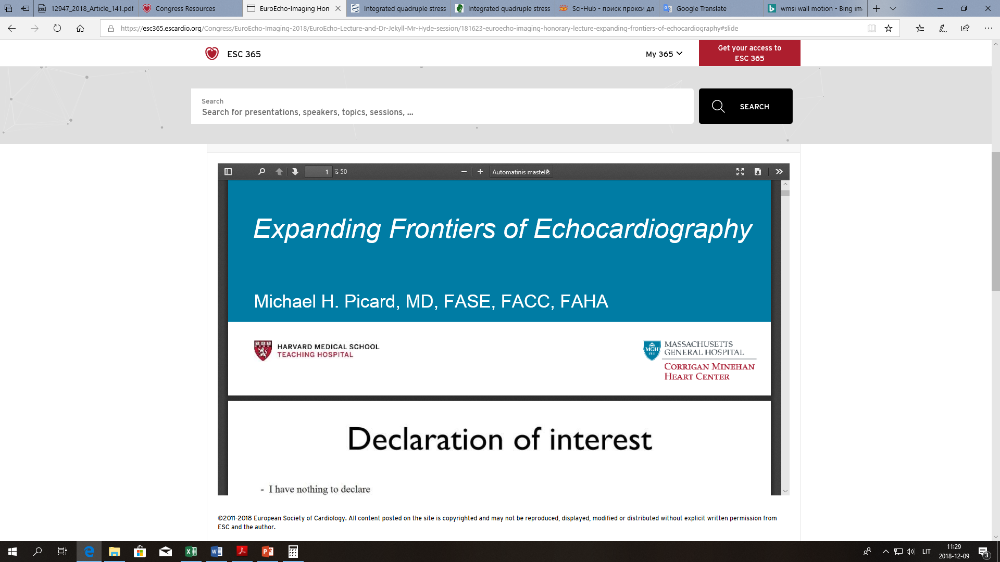 12947_2018_Article_141.pdf
Congress Resources
EuroEcho-Imaging Hon
Integrated quadruple stress
Integrated quadruple stress
Sci-Hub - поиск прокси дл
Google Translate
wmsi wall motion - Bing im
https://esc365.escardio.org/Congress/EuroEcho-Imaging-2018/EuroEcho-Lecture-and-Dr-Jekyll-Mr-Hyde-session/181623-euroecho-imaging-honorary-lecture-expanding-frontiers-of-echocardiography#slide
ESC 365
My 365
Get your access to
ESC 365
Search
Search for presentations, speakers, topics, sessions, ...
SEARCH
1 iš 50
Automatinis mastelis
Expanding Frontiers of Echocardiography
Michael H. Picard, MD, FASE, FACC, FAHA
HARVARD MEDICAL SCHOOL
TEACHING HOSPITAL
MGH
1811
MASSACHUSETTS
GENERAL HOSPITAL
CORRIGAN MINEHAN
HEART CENTER
Declaration of interest
- I have nothing to declare
©2011-2018 European Society of Cardiology. All content posted on the site is copyrighted and may not be reproduced, displayed, modified or distributed without explicit written permission from
ESC and the author.
LIT
11:29
2018-12-09
3